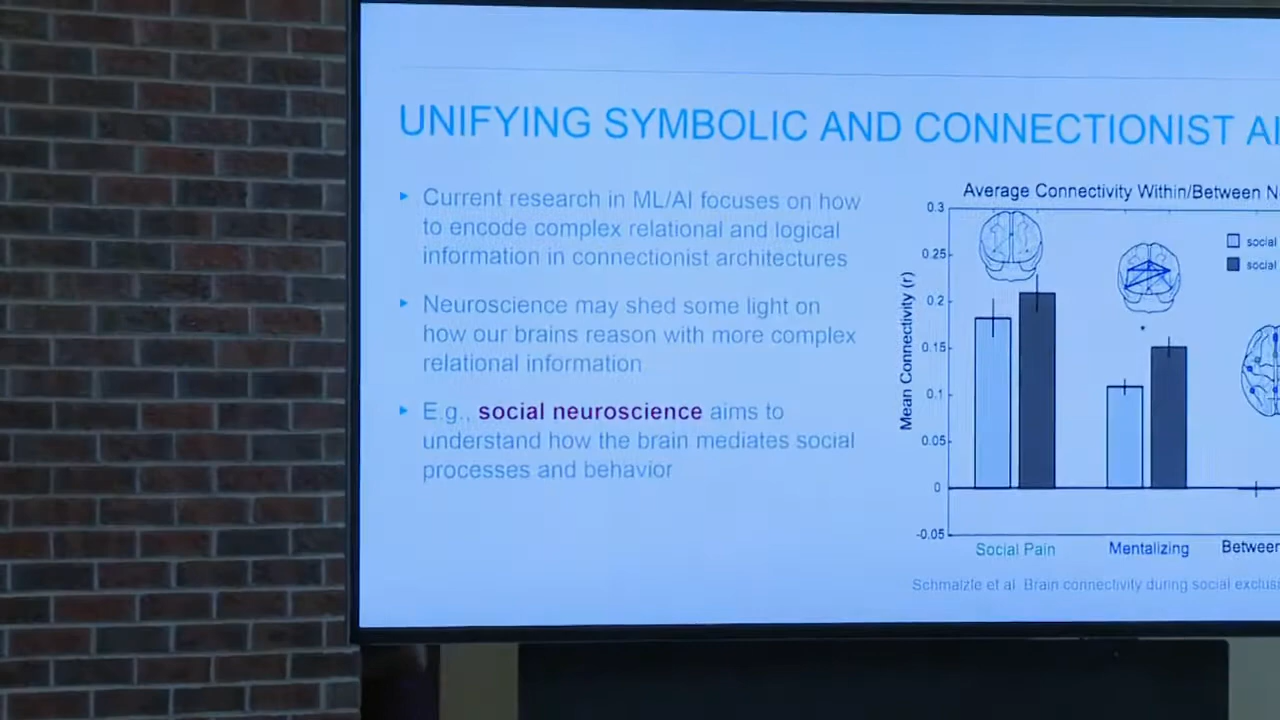 UNIFYING SYMBOLIC AND CONNECTIONIST
Current research in ML/AI focuses on how
to encode complex relational and logical
information in connectionist architectures
Neuroscience may shed some light on
how our brains reason with more complex
relational information
E.g., social neuroscience aims to
understand how the brain mediates social
processes and behavior
Average Connectivity Within/Between
0.3
0.25
0.2
0.15
0.1
0.05
0
-0.05
Mean Connectivity (r)
social
social
Social Pain
Mentalizing
Between
Schmalzle et al. Brain connectivity during social